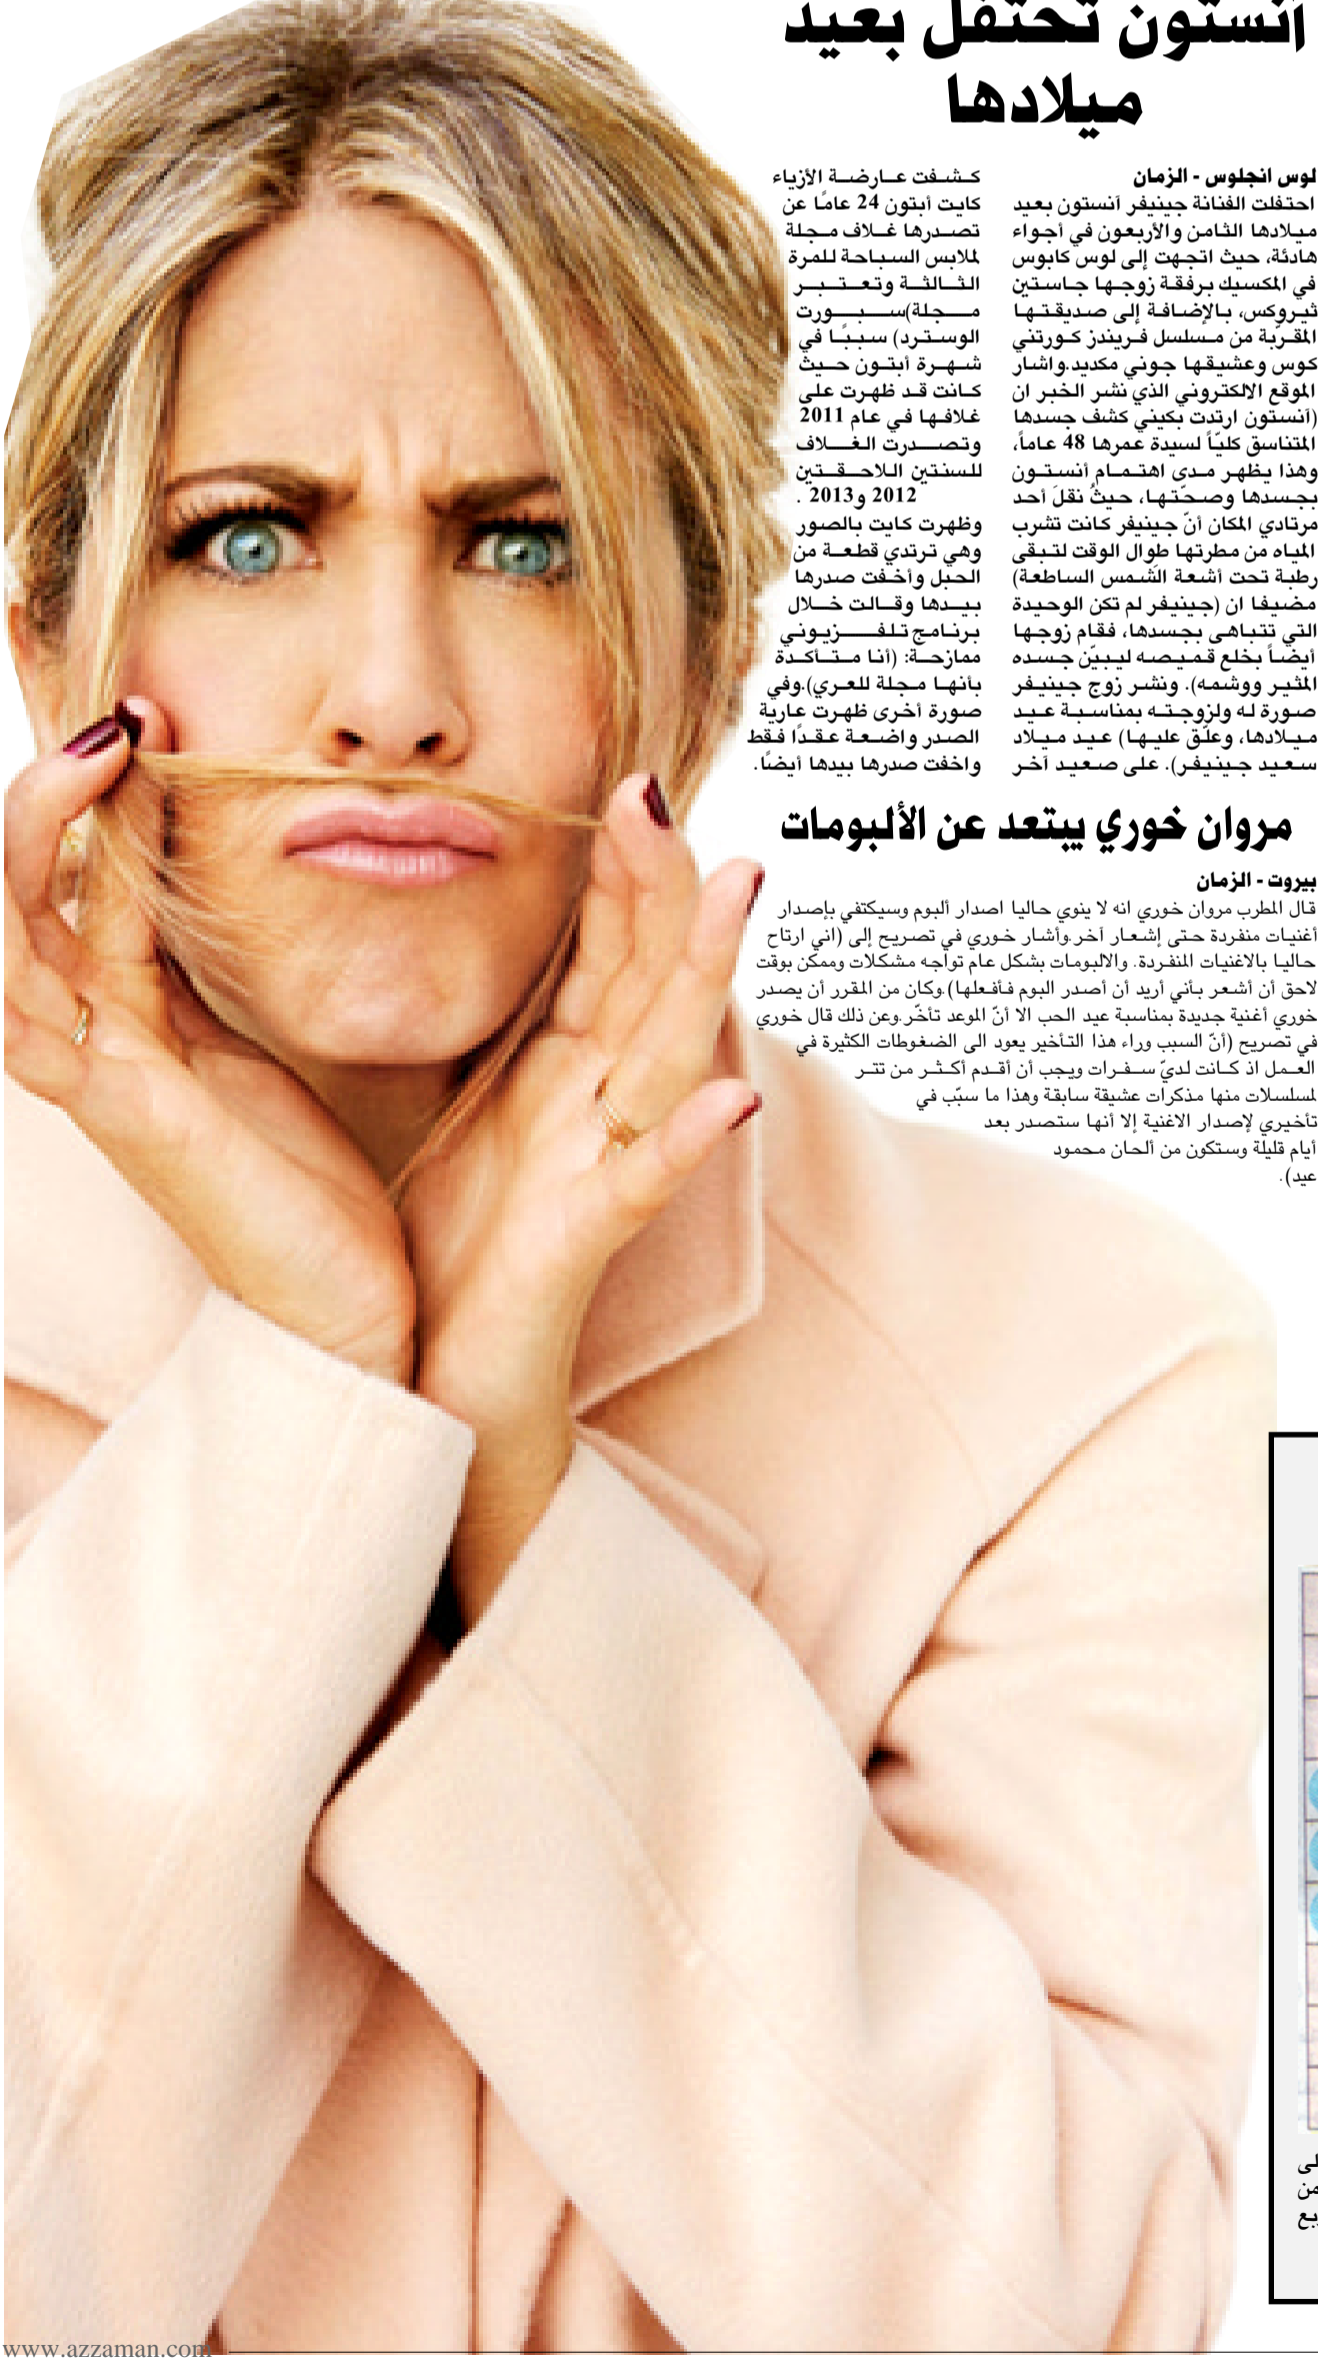 آنستون تحتفل بعيد
ميلادها
لوس انجلوس - الزمان
احتفلت الفنانة جينيفر آنستون بعيد
ميلادها الثامن والأربعون في أجواء
هادئة، حيث اتجهت إلى لوس كابوس
في المكسيك برفقة زوجها جاستين
ثيروكس، بالإضافة إلى صديقتها
المقرّبة من مسلسل فريندز كورتني
كوس وعشيقها جوني مكديد.واشار
الموقع الالكتروني الذي نشر الخبر ان
(آنستون ارتدت بكيني كشف جسدها
المتناسق كليّاً لسيدة عمرها 48 عاماً،
وهذا يظهر مدى اهتمام أنستون
بجسدها وصحّتها، حيثُ نقلَ أحد
مرتادي المكان أنّ جينيفر كانت تشرب
المياه من مطرتها طوال الوقت لتبقى
رطبة تحت أشعة الشمس الساطعة)
مضيفا ان (جينيفر لم تكن الوحيدة
التي تتباهى بجسدها، فقام زوجها
أيضاً بخلع قميصه ليبيّن جسده
المثير ووشمه). ونشر زوج جينيفر
صورة له ولزوجته بمناسبة عيد
ميلادها، وعلّق عليها) عيد ميلاد
سعيد جينيفر). على صعيد آخر
كشفت عارضة الأزياء
كايت أبتون 24 عامًا عن
تصدرها غلاف مجلة
لملابس السباحة للمرة
الثالثة وتعتبر
مجلة)سبورت
الوسترد) سببًا في
شهرة أبتون حيث
كانت قد ظهرت على
غلافها في عام 2011
وتصدرت الغلاف
للسنتين اللاحقتين
2012 و2013 .
وظهرت كايت بالصور
وهي ترتدي قطعة من
الحبل وأخفت صدرها
بيدها وقالت خلال
برنامج تلفزيوني
ممازحة: (أنا متأكدة
بأنها مجلة للعري).وفي
صورة أخرى ظهرت عارية
الصدر واضعة عقدًا فقط
واخفت صدرها بيدها أيضًا.
مروان خوري يبتعد عن الألبومات
بيروت - الزمان
قال المطرب مروان خوري انه لا ينوي حاليا اصدار ألبوم وسيكتفي بإصدار
أغنيات منفردة حتى إشعار آخر.وأشار خوري في تصريح إلى (اني ارتاح
حاليا بالاغنيات المنفردة. والالبومات بشكل عام تواجه مشكلات وممكن بوقت
لاحق أن أشعر بأني أريد أن أصدر البوم فأفعلها).وكان من المقرر أن يصدر
خوري أغنية جديدة بمناسبة عيد الحب الا أنّ الموعد تأخّر.وعن ذلك قال خوري
في تصريح (أنّ السبب وراء هذا التأخير يعود الى الضغوطات الكثيرة في
العمل اذ كانت لديّ سفرات ويجب أن أقدم أكثر من تتر
لمسلسلات منها مذكرات عشيقة سابقة وهذا ما سبّب في
تأخيري لإصدار الاغنية إلا أنها ستصدر بعد
أيام قليلة وستكون من ألحان محمود
عيد).
من
www.azzaman.com